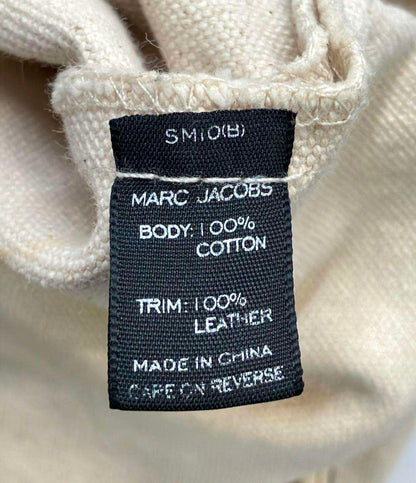 SM10(B)
MARC JACOBS
BODY: 100%
COTTON
TRIM: 100%
LEATHER
MADE IN CHINA
CARE ON REVERSE